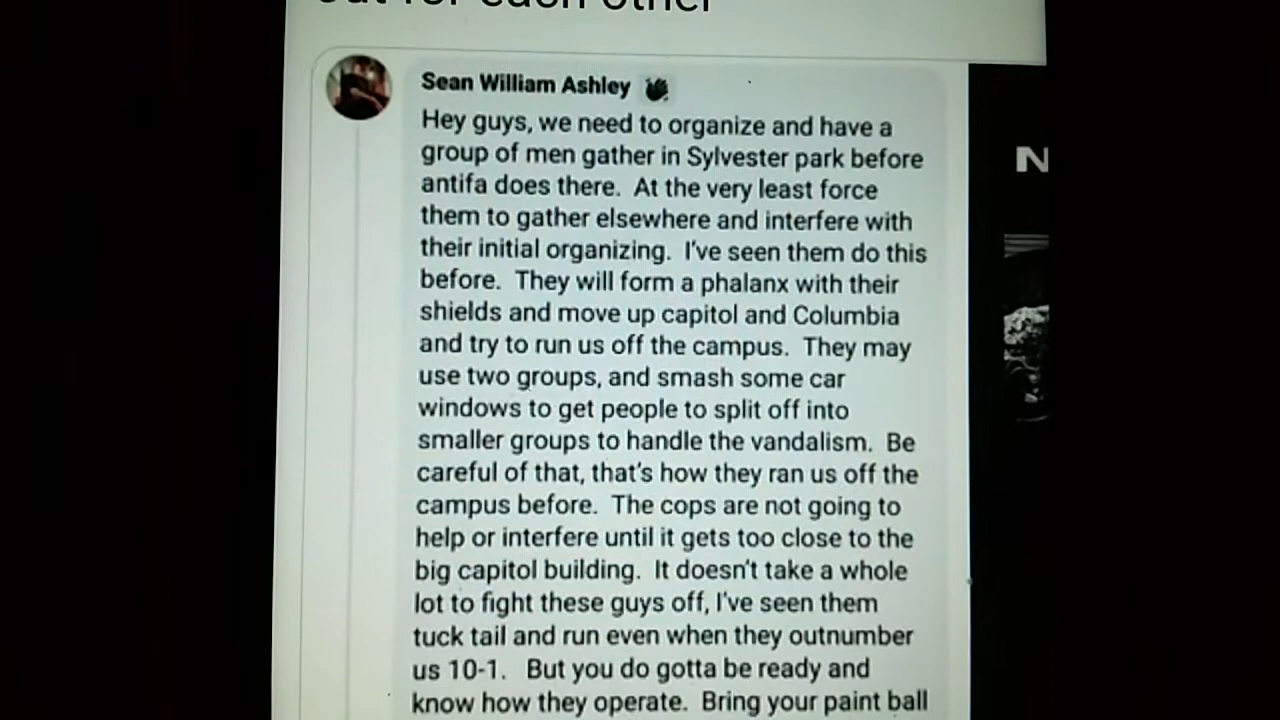 out for each other
Sean William Ashley
Hey guys, we need to organize and have a
group of men gather in Sylvester park before
antifa does there. At the very least force
them to gather elsewhere and interfere with
their initial organizing. I've seen them do this
before. They will form a phalanx with their
shields and move up capitol and Columbia
and try to run us off the campus. They may
use two groups, and smash some car
windows to get people to split off into
smaller groups to handle the vandalism. Be
careful of that, that's how they ran us off the
campus before. The cops are not going to
help or interfere until it gets too close to the
big capitol building. It doesn't take a whole
lot to fight these guys off, I've seen them
tuck tail and run even when they outnumber
us 10-1. But you do gotta be ready and
know how they operate. Bring your paint ball
N